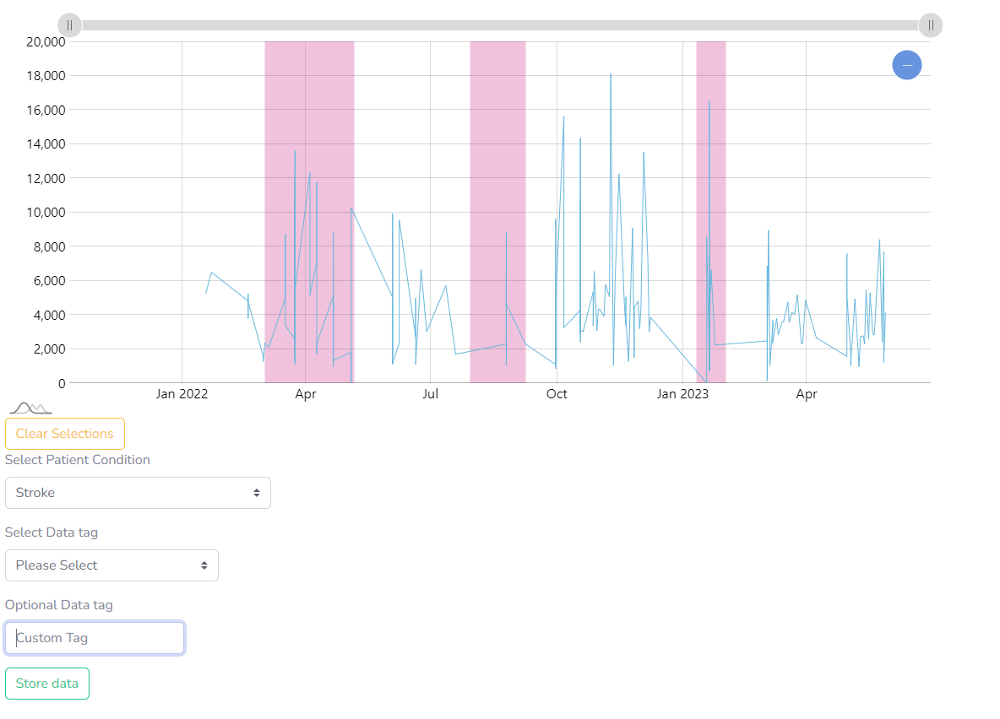 20,000
18,000
16,000
14,000
12,000
10,000
8,000
6,000
4,000
2,000
0
Jan 2022 Apr Jul Oct Jan 2023 Apr
Clear Selections
Select Patient Condition
Stroke
Select Data tag
Please Select
Optional Data tag
Custom Tag
Store data